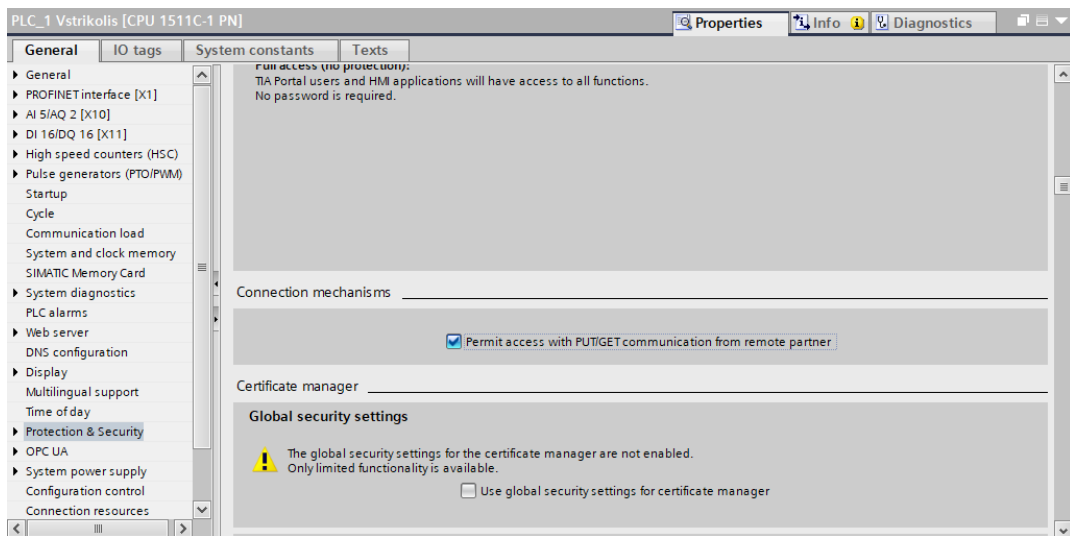 PLC_1 Vstrikolis [CPU 1511C-1 PN]
Properties
Info
Diagnostics
General
IO tags
System constants
Texts
General
PROFINET interface [X1]
AI 5/AQ 2 [X10]
DI 16/DQ 16 [X11]
High speed counters (HSC)
Pulse generators (PTO/PWM)
Startup
Cycle
Communication load
System and clock memory
SIMATIC Memory Card
System diagnostics
PLC alarms
Web server
DNS configuration
Display
Multilingual support
Time of day
Protection & Security
OPC UA
System power supply
Configuration control
Connection resources
Full access (no protection):
TIA Portal users and HMI applications will have access to all functions.
No password is required.
Connection mechanisms
Permit access with PUT/GET communication from remote partner
Certificate manager
Global security settings
The global security settings for the certificate manager are not enabled.
Only limited functionality is available.
Use global security settings for certificate manager